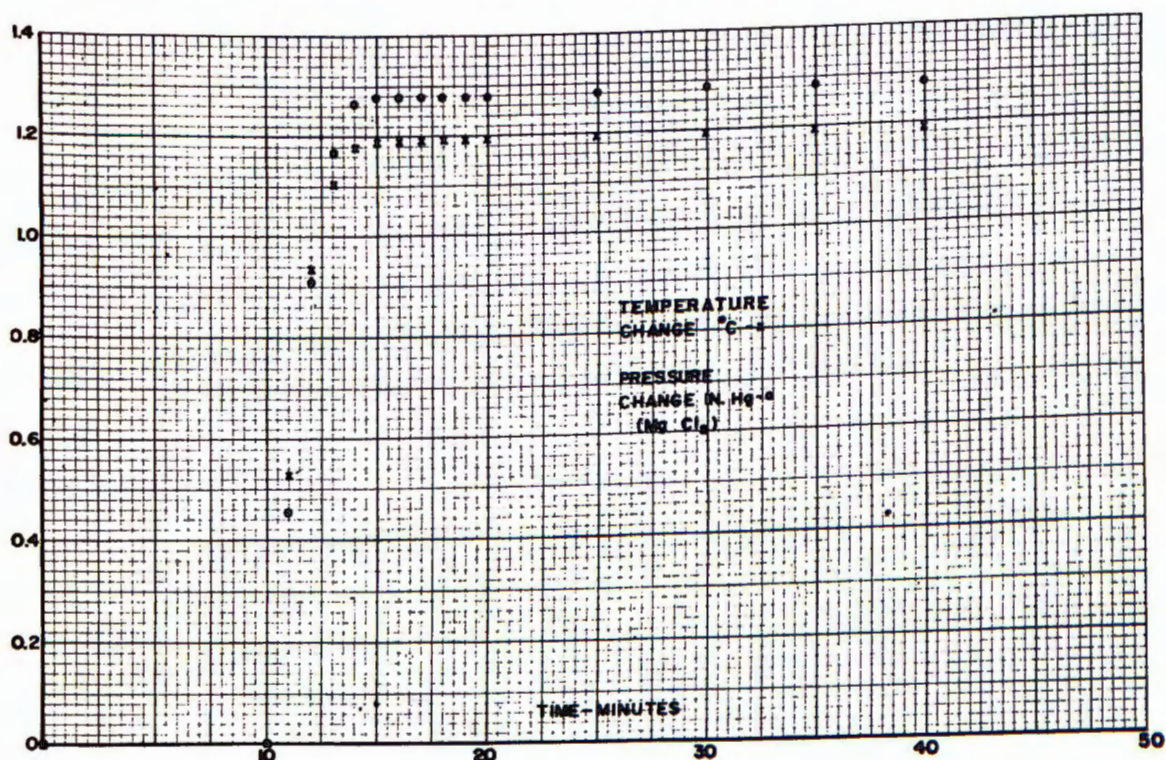 1.4
1.2
1.0
0.8
0.6
0.4
0.2
0
10
20
30
40
50
TEMPERATURE
CHANGE °C -x
PRESSURE
CHANGE IN. Hg-o
(Mg Cl₂)
TIME-MINUTES